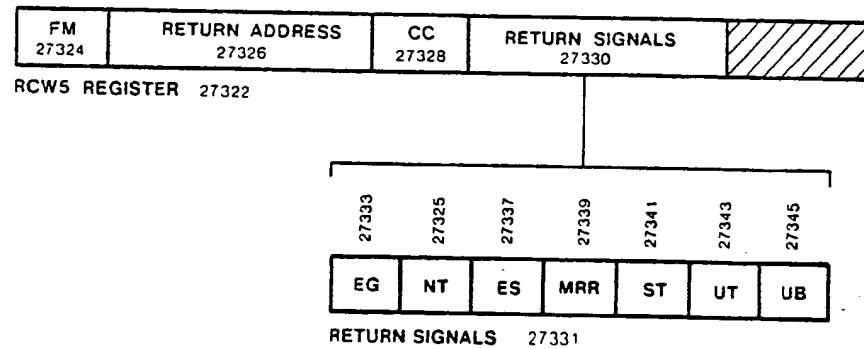 FM RETURN ADDRESS CC RETURN SIGNALS
27324 27326 27328 27330
RCW5 REGISTER 27322
27333 27325 27337 27339 27341 27343 27345
EG NT ES MRR ST UT UB
RETURN SIGNALS 27331